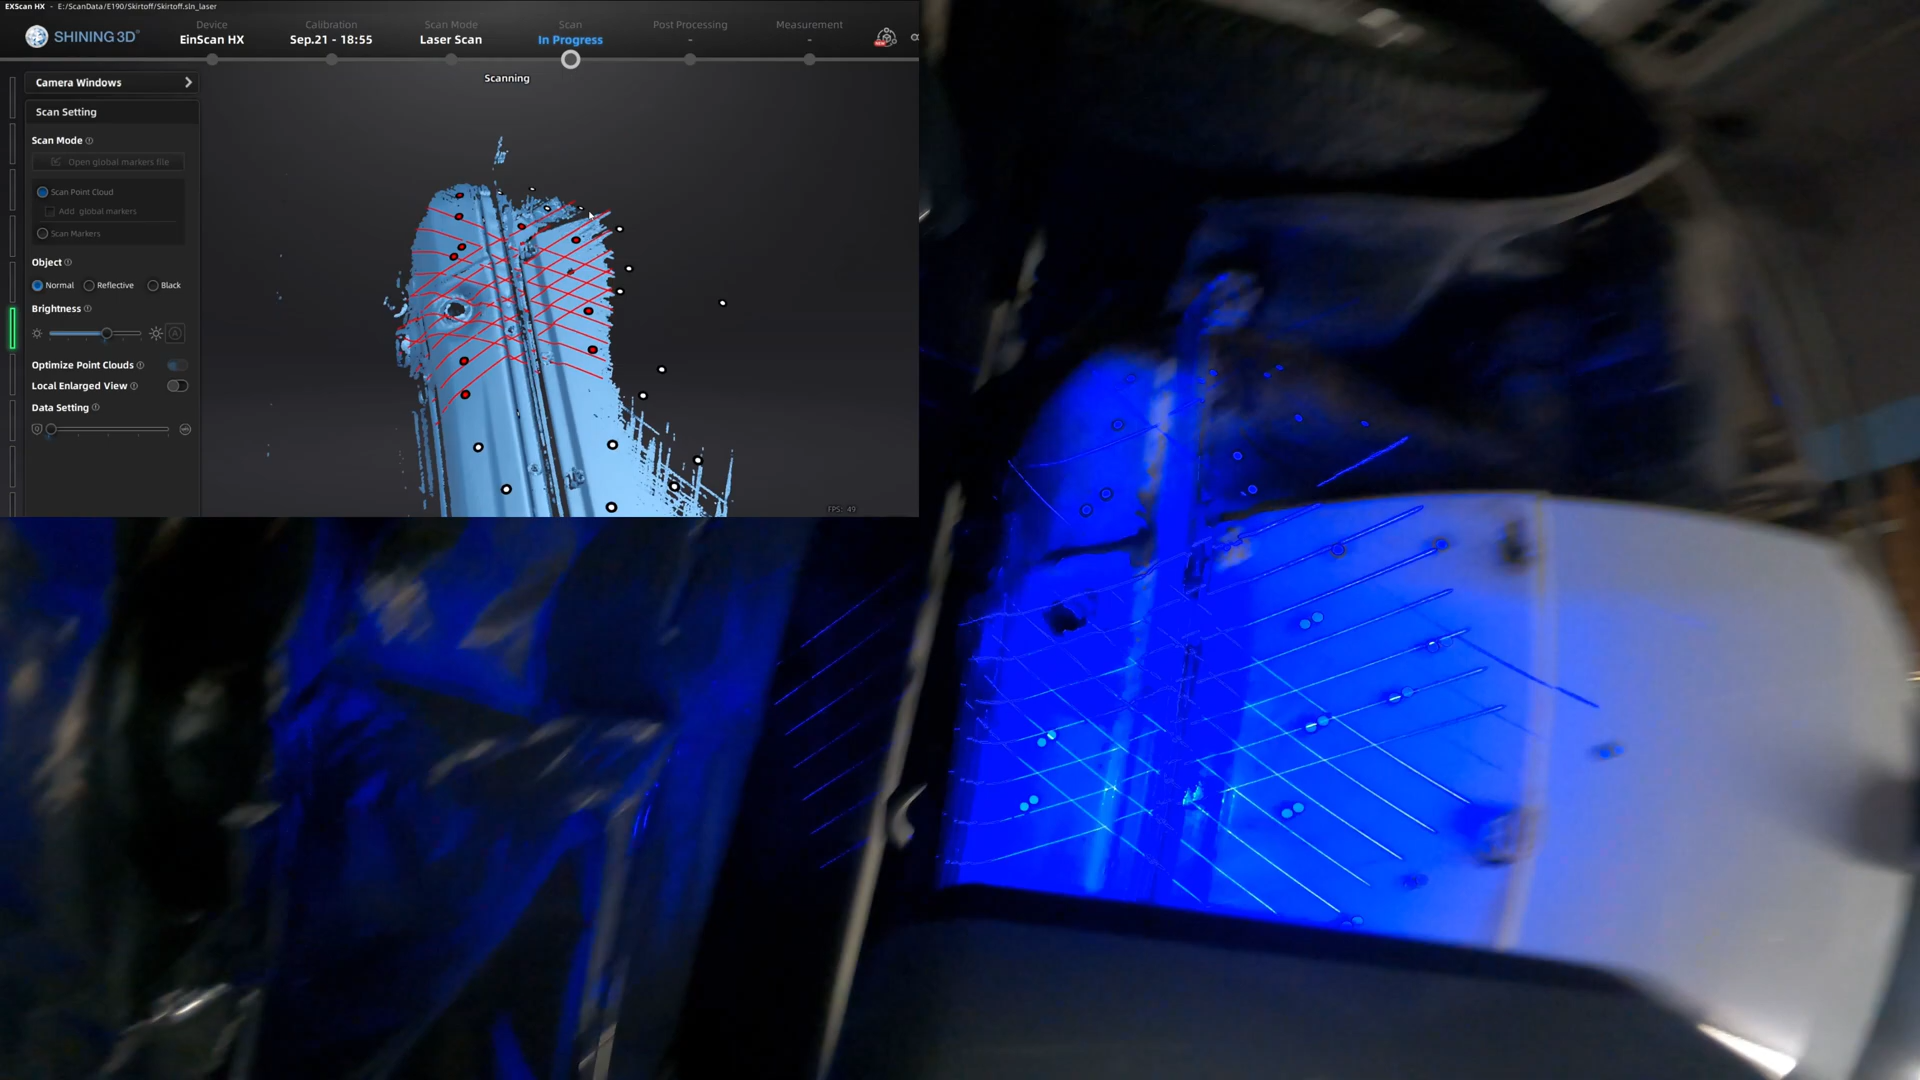 EXScan HX - E:/ScanData/E190/Skirtoff/Skirtoff.sln_laser
SHINING 3D®
Device
EinScan HX
Calibration
Sep.21 - 18:55
Scan Mode
Laser Scan
Scan
In Progress
Post Processing
-
Measurement
-
Scanning
Camera Windows
Scan Setting
Scan Mode
Open global markers file
Scan Point Cloud
Add global markers
Scan Markers
Object
Normal
Reflective
Black
Brightness
A
Optimize Point Clouds
Local Enlarged View
Data Setting
FPS: 49